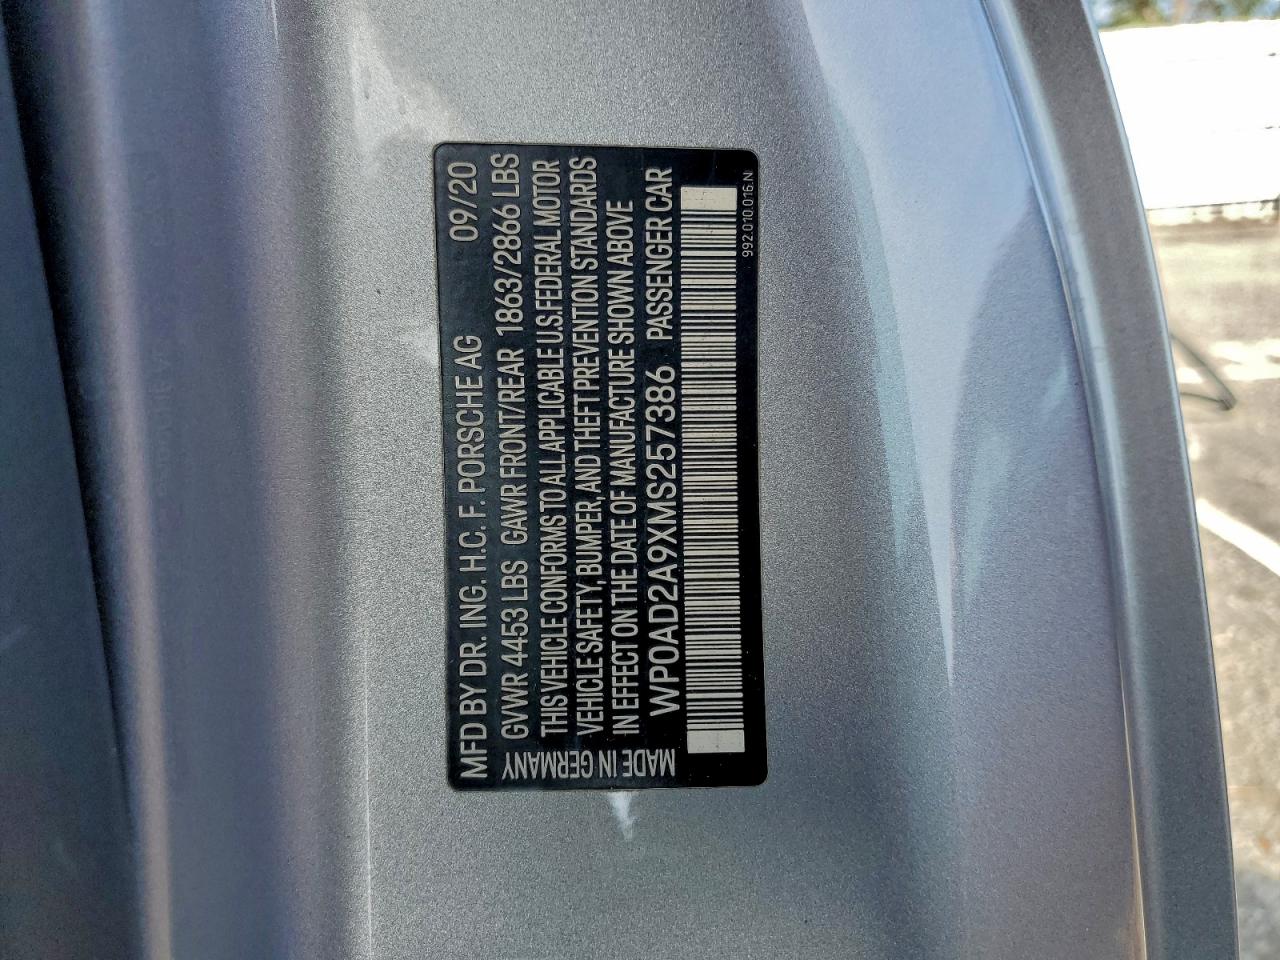 MFD BY DR. ING. H.C. F. PORSCHE AG 09/20
GVWR 4453 LBS GAWR FRONT/REAR 1863/2866 LBS
THIS VEHICLE CONFORMS TO ALL APPLICABLE U.S. FEDERAL MOTOR
VEHICLE SAFETY, BUMPER, AND THEFT PREVENTION STANDARDS
IN EFFECT ON THE DATE OF MANUFACTURE SHOWN ABOVE
WP0AD2A9XMS257386 PASSENGER CAR
992.010.016.N
MADE IN GERMANY